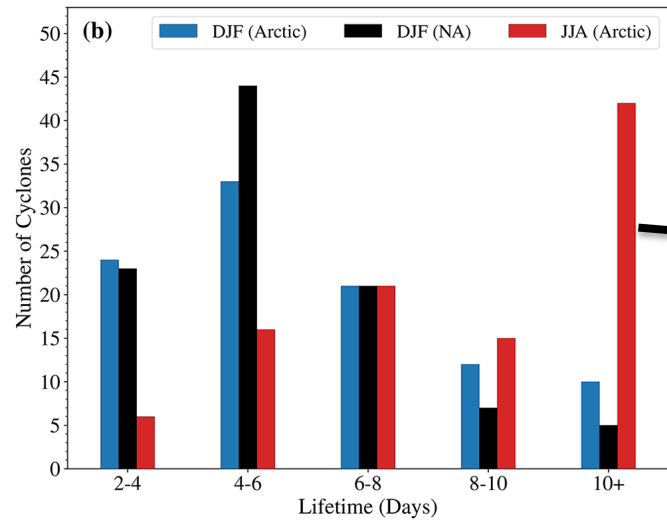 (b)
DJF (Arctic) DJF (NA) JJA (Arctic)
50
45
40
35
30
25
20
15
10
5
0
Number of Cyclones
2-4 4-6 6-8 8-10 10+
Lifetime (Days)